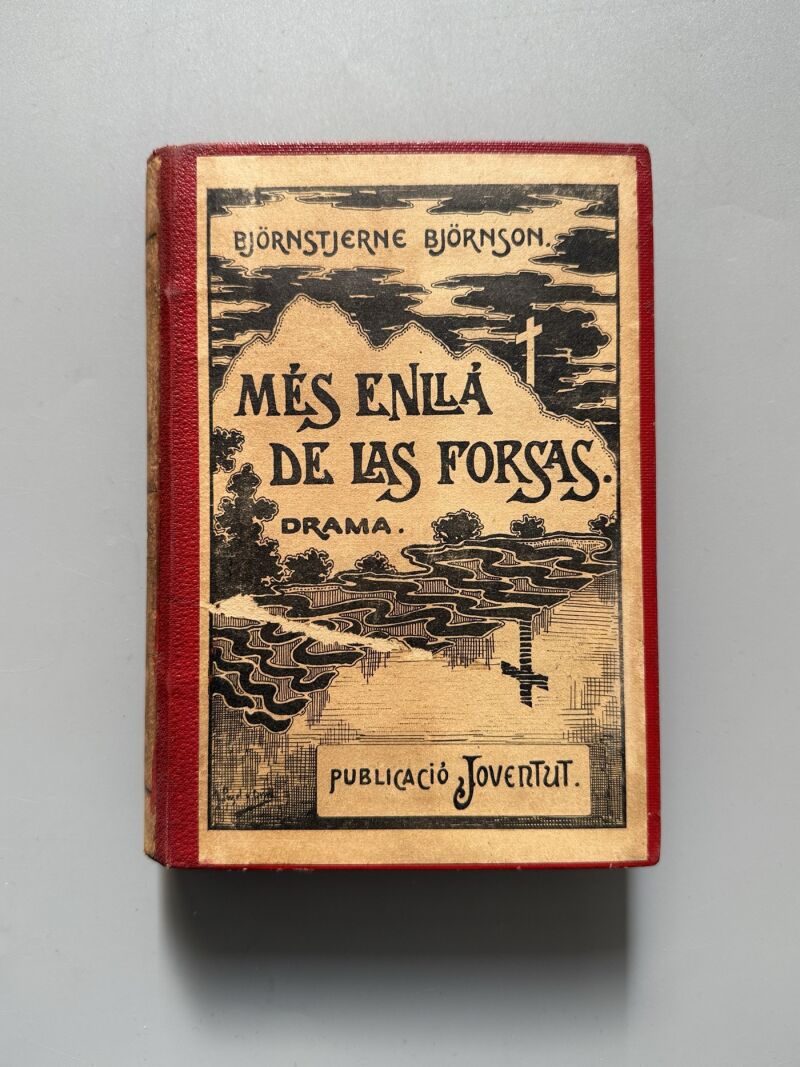 BJÖRNSTJERNE BJÖRNSON.
MÉS ENLLÁ
DE LAS FORSAS.
DRAMA.
PUBLICACIÓ JOVENTUT.